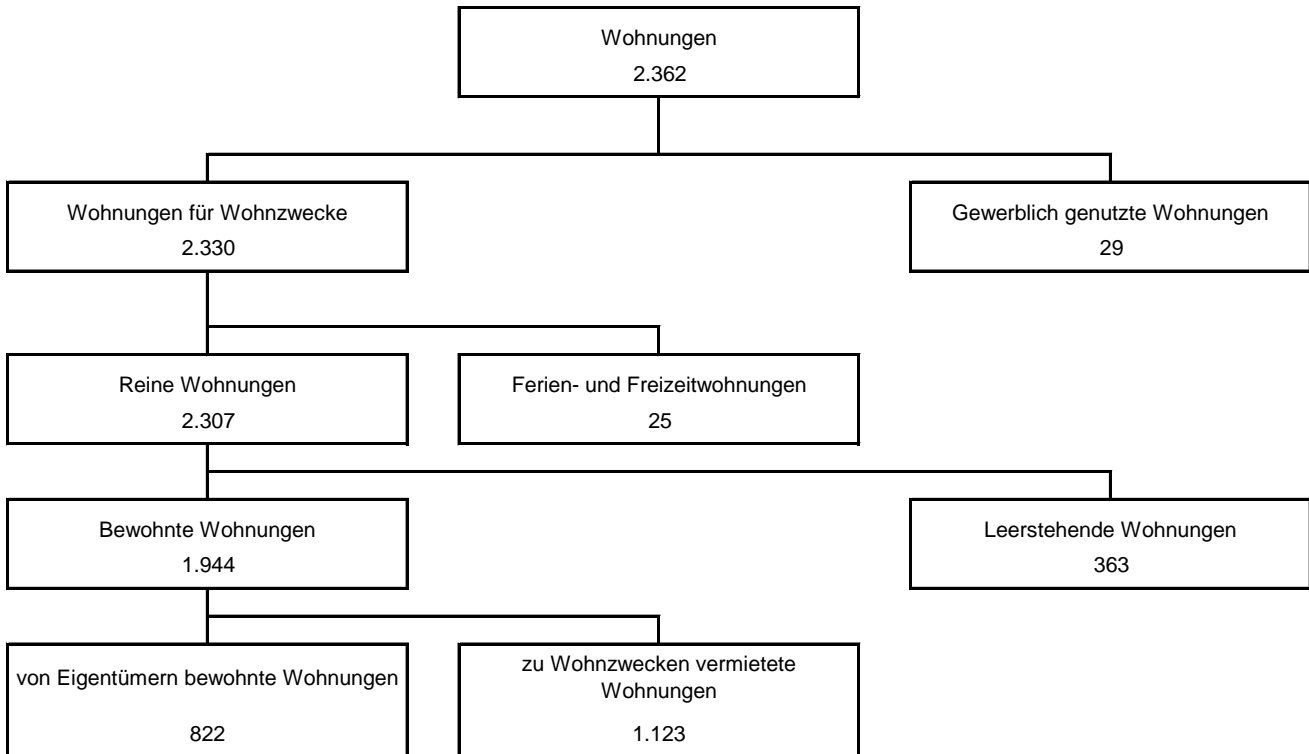 Wohnungen
2.362
Wohnungen für Wohnzwecke
2.330
Gewerblich genutzte Wohnungen
29
Reine Wohnungen
2.307
Ferien- und Freizeitwohnungen
25
Bewohnte Wohnungen
1.944
Leerstehende Wohnungen
363
von Eigentümern bewohnte Wohnungen
822
zu Wohnzwecken vermietete
Wohnungen
1.123